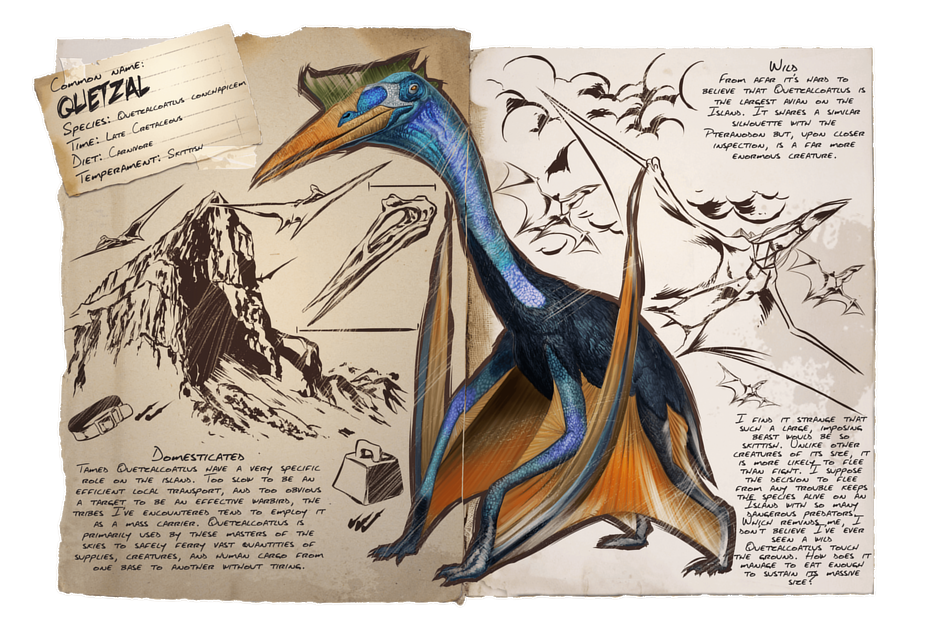 Common name:
Quetzal
Species: Quetzalcoatlus conchapicem
Time: Late Cretaceous
Diet: Carnivore
Temperament: Skittish
Domesticated
Tamed Quetzalcoatlus have a very specific
role on the island. Too slow to be an
efficient local transport, and too obvious
a target to be an effective warbird, the
tribes I've encountered tend to employ it
as a mass carrier. Quetzcoatlus is
primarily used by these masters of the
skies to safely ferry vast quantities of
supplies, creatures, and human cargo from
one base to another without tiring.
Wild
From afar it's hard to
believe that Quetzcoatlus is
the largest avian on the
Island. It shares a similar
silhouette with the
Pteranodon but, upon closer
inspection, is a far more
enormous creature.
I find it strange that
such a large, imposing
beast would be so
skittish. Unlike other
creatures of its size, it
is more likely to flee
than fight. I suppose
the decision to flee
from any trouble keeps
the species alive on an
Island with so many
dangerous predators.
Which reminds me, I
don't believe I've ever
seen a wild
Quetzcoatlus touch
the ground. How does it
manage to eat enough
to sustain its massive
size?